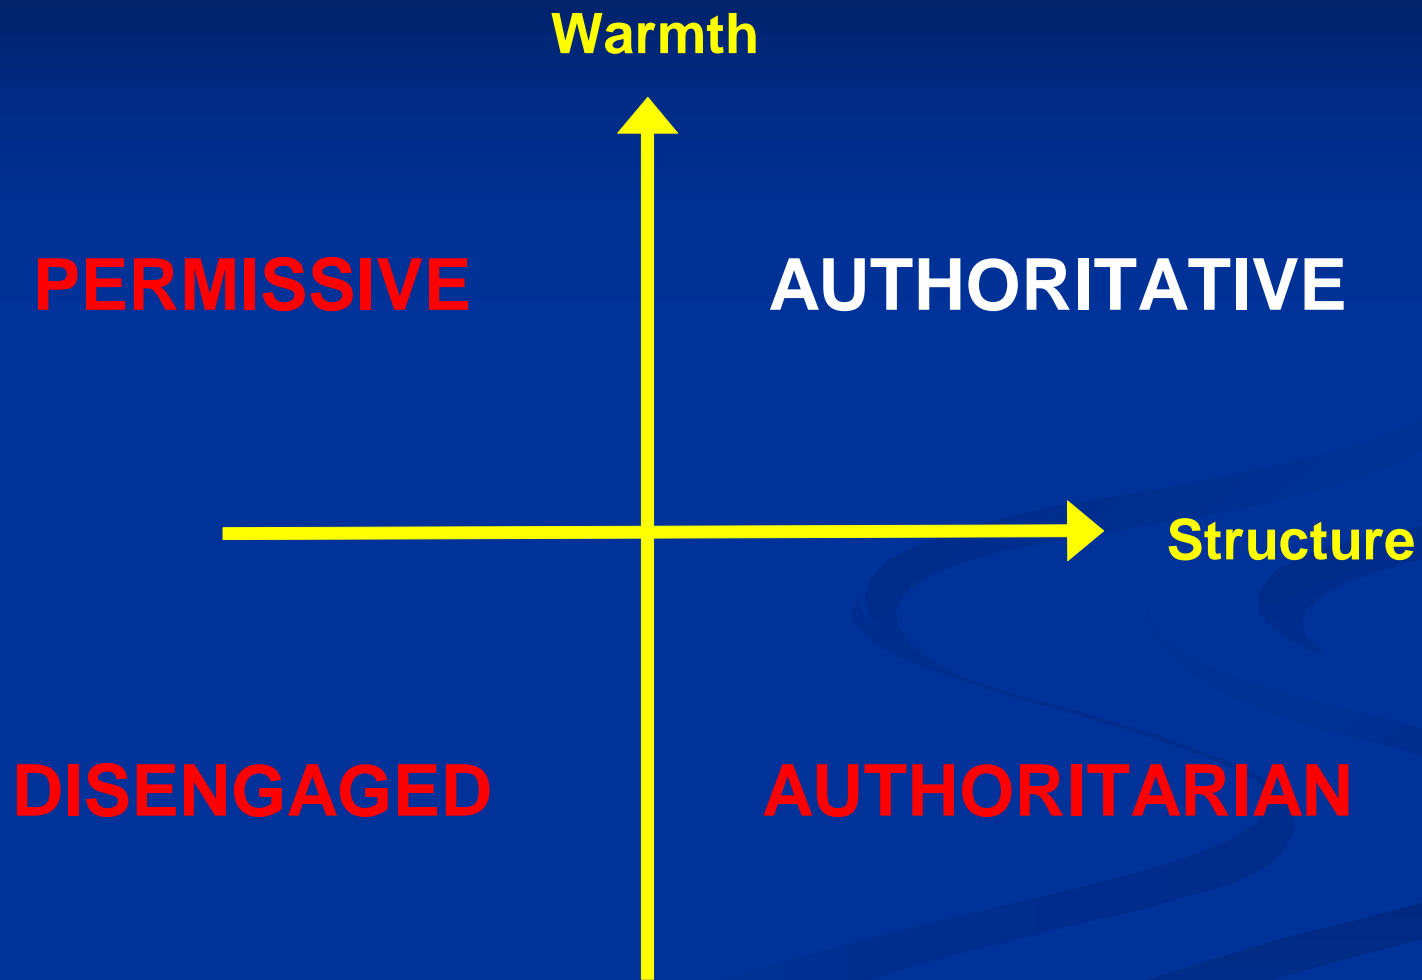 Warmth
PERMISSIVE
AUTHORITATIVE
Structure
DISENGAGED
AUTHORITARIAN